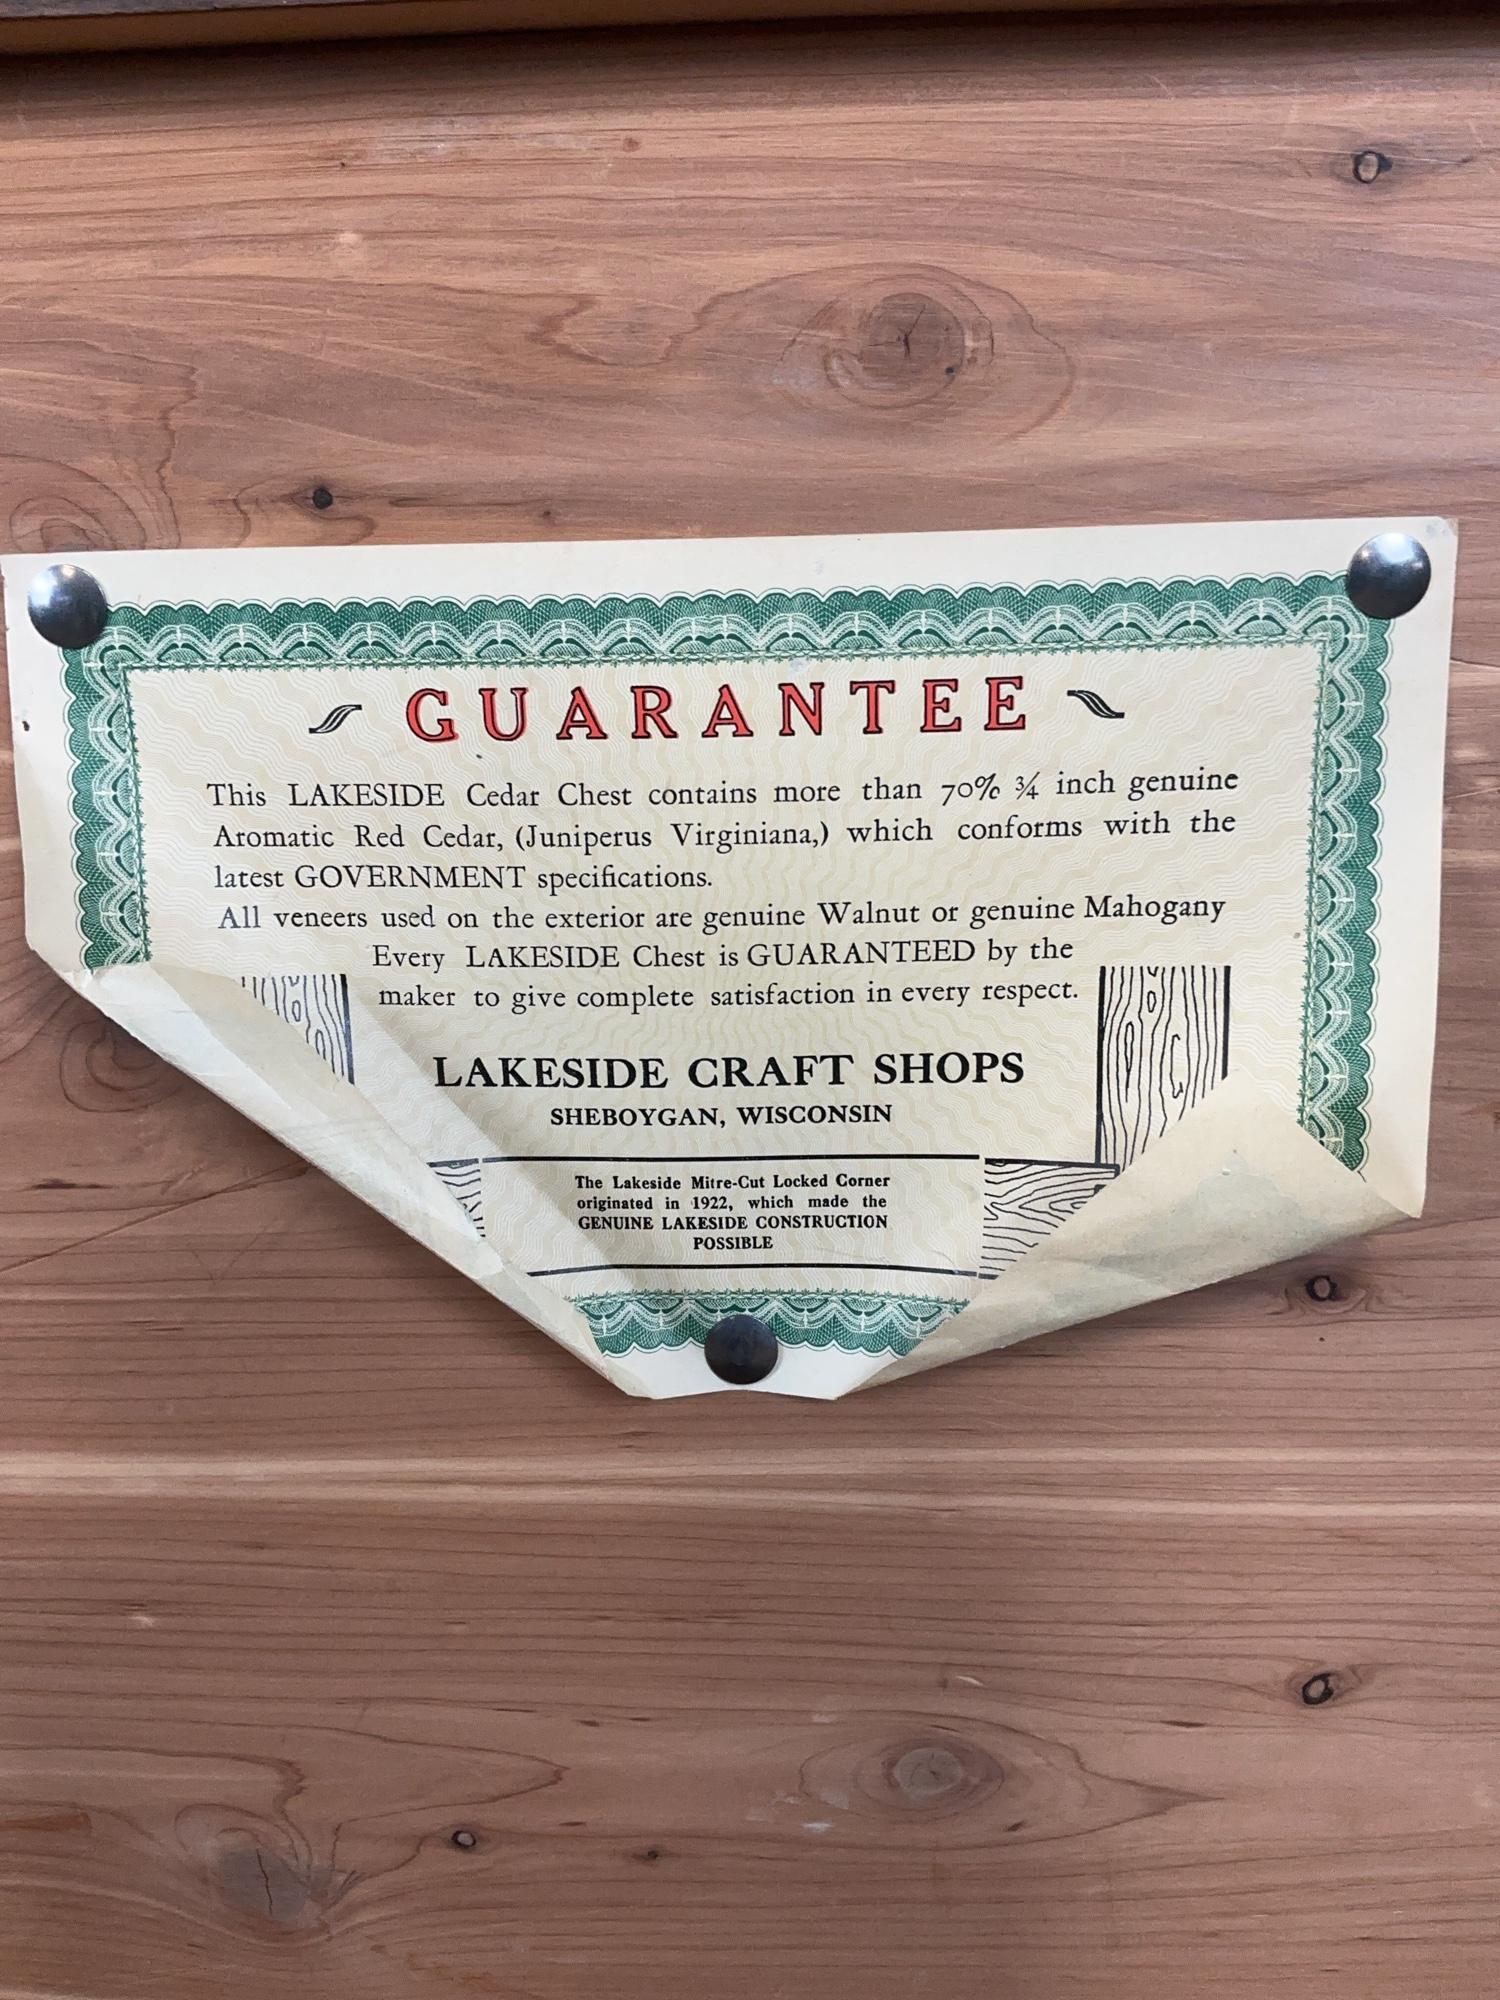 GUARANTEE
This LAKESIDE Cedar Chest contains more than 70% ¾ inch genuine
Aromatic Red Cedar, (Juniperus Virginiana,) which conforms with the
latest GOVERNMENT specifications.
All veneers used on the exterior are genuine Walnut or genuine Mahogany
Every LAKESIDE Chest is GUARANTEED by the
maker to give complete satisfaction in every respect.
LAKESIDE CRAFT SHOPS
SHEBOYGAN, WISCONSIN
The Lakeside Mitre-Cut Locked Corner
originated in 1922, which made the
GENUINE LAKESIDE CONSTRUCTION
POSSIBLE